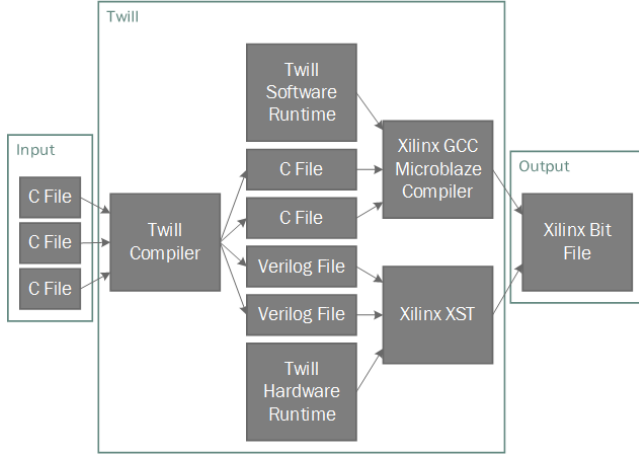 Twill
Input
C File
C File
C File
Twill
Compiler
Twill
Software
Runtime
C File
C File
Verilog File
Verilog File
Twill
Hardware
Runtime
Xilinx GCC
Microblaze
Compiler
Xilinx XST
Output
Xilinx Bit
File